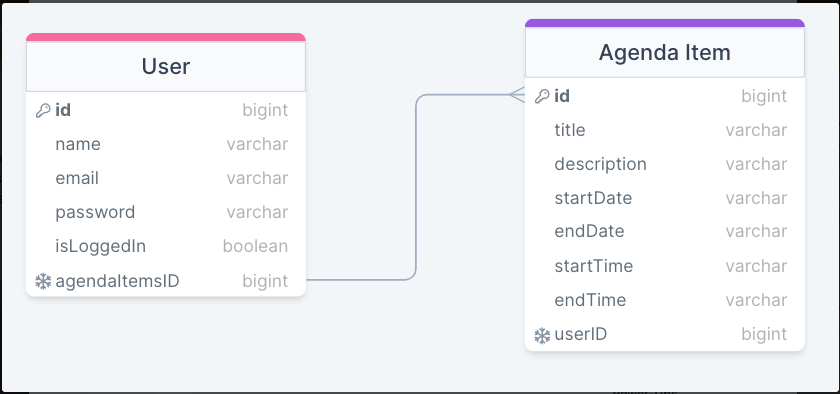 User
id bigint
name varchar
email varchar
password varchar
isLoggedIn boolean
agendaItemsID bigint
Agenda Item
id bigint
title varchar
description varchar
startDate varchar
endDate varchar
startTime varchar
endTime varchar
userID bigint